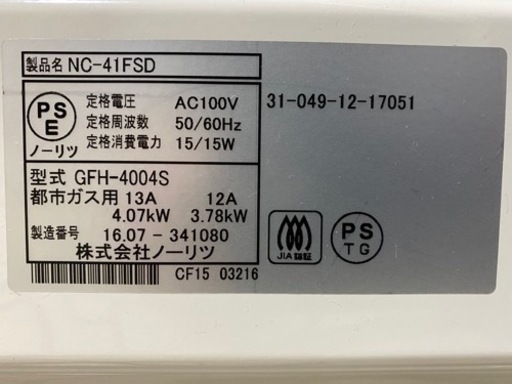 製品名 NC-41FSD
PS
E
ノーリツ
定格電圧 AC100V
定格周波数 50/60Hz
定格消費電力 15/15W
31-049-12-17051
型式 GFH-4004S
都市ガス用 13A 12A
4.07kW 3.78kW
製造番号 16.07-341080
株式会社ノーリツ
JIA 認証
PS
TG
CF15 03216